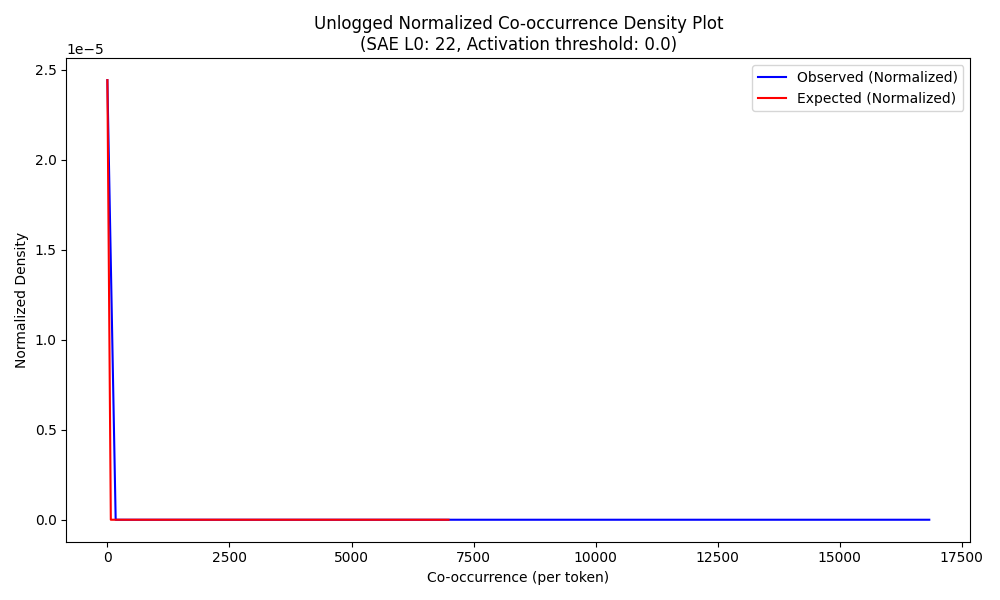 Unlogged Normalized Co-occurrence Density Plot
(SAE L0: 22, Activation threshold: 0.0)
1e−5
Observed (Normalized)
Expected (Normalized)
2.5
2.0
1.5
1.0
0.5
0.0
Normalized Density
0 2500 5000 7500 10000 12500 15000 17500
Co-occurrence (per token)